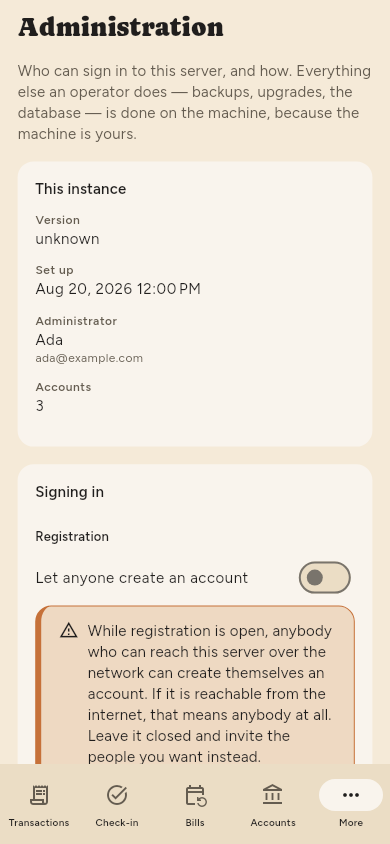 Administration
Who can sign in to this server, and how. Everything
else an operator does — backups, upgrades, the
database — is done on the machine, because the
machine is yours.
This instance
Version
unknown
Set up
Aug 20, 2026 12:00 PM
Administrator
Ada
ada@example.com
Accounts
3
Signing in
Registration
Let anyone create an account
While registration is open, anybody
who can reach this server over the
network can create themselves an
account. If it is reachable from the
internet, that means anybody at all.
Leave it closed and invite the
people you want instead.
Transactions
Check-in
Bills
Accounts
More